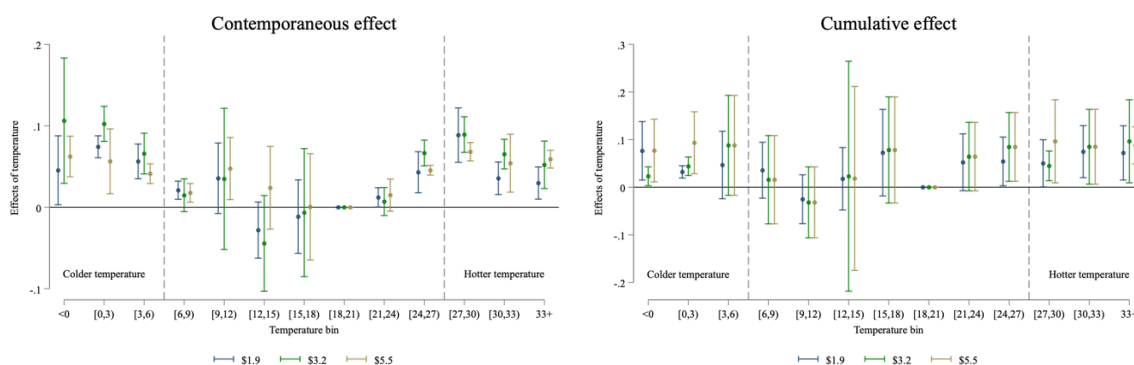 Contemporaneous effect
.2
.1
0
-.1
Effects of temperature
Colder temperature
Hotter temperature
<0 [0,3) [3,6) [6,9) [9,12) [12,15) [15,18) [18,21) [21,24) [24,27) [27,30) [30,33) 33+
Temperature bin
$1.9 $3.2 $5.5
Cumulative effect
.3
.2
.1
0
-.1
-.2
Effects of temperature
Colder temperature
Hotter temperature
<0 [0,3) [3,6) [6,9) [9,12) [12,15) [15,18) [18,21) [21,24) [24,27) [27,30) [30,33) 33+
Temperature bin
$1.9 $3.2 $5.5